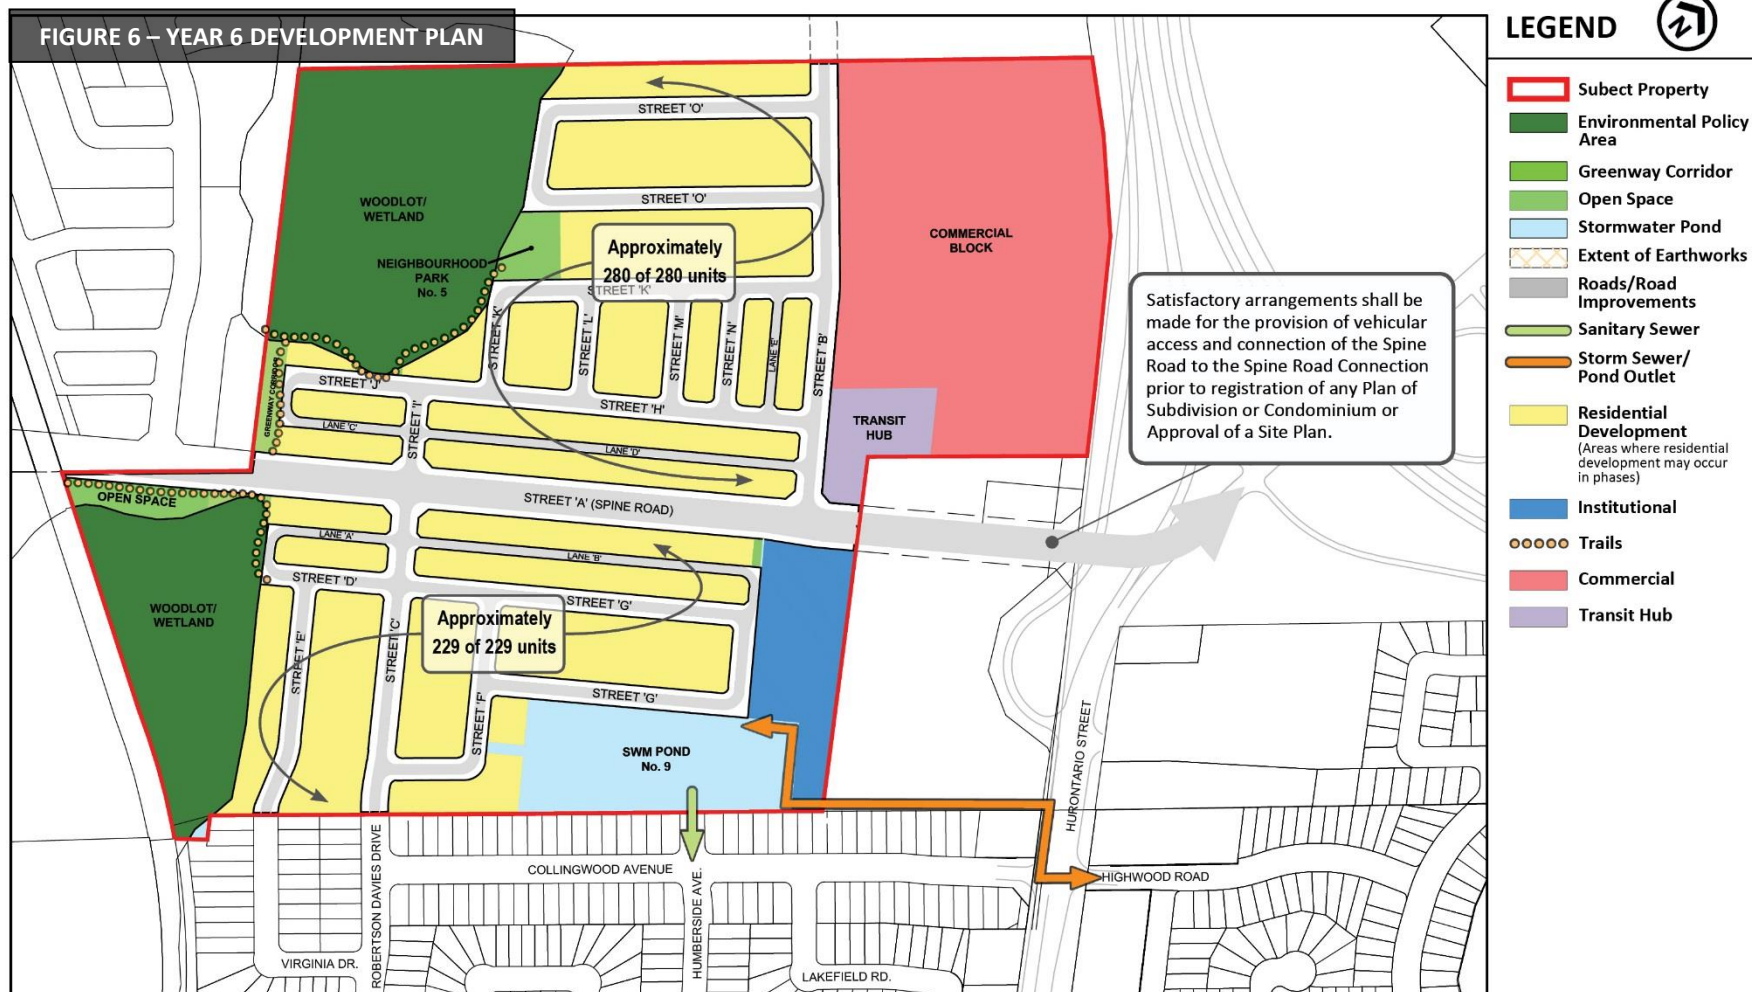 FIGURE 6 – YEAR 6 DEVELOPMENT PLAN
LEGEND
N
Subect Property
Environmental Policy
Area
Greenway Corridor
Open Space
Stormwater Pond
Extent of Earthworks
Roads/Road
Improvements
Sanitary Sewer
Storm Sewer/
Pond Outlet
Residential
Development
(Areas where residential
development may occur
in phases)
Institutional
Trails
Commercial
Transit Hub
STREET 'O'
WOODLOT/
WETLAND
STREET 'O'
COMMERCIAL
BLOCK
NEIGHBOURHOOD
PARK
No. 5
Approximately
280 of 280 units
STREET 'K'
STREET 'K'
STREET 'L'
STREET 'M'
STREET 'N'
LANE 'E'
STREET 'B'
Satisfactory arrangements shall be
made for the provision of vehicular
access and connection of the Spine
Road to the Spine Road Connection
prior to registration of any Plan of
Subdivision or Condominium or
Approval of a Site Plan.
GREENWAY CORRIDOR
STREET 'J'
STREET 'I'
STREET 'H'
LANE 'C'
LANE 'D'
TRANSIT
HUB
OPEN SPACE
STREET 'A' (SPINE ROAD)
LANE 'A'
LANE 'B'
STREET 'D'
STREET 'G'
WOODLOT/
WETLAND
Approximately
229 of 229 units
STREET 'E'
STREET 'C'
STREET 'F'
STREET 'G'
SWM POND
No. 9
HURONTARIO STREET
COLLINGWOOD AVENUE
HIGHWOOD ROAD
ROBERTSON DAVIES DRIVE
HUMBERSIDE AVE.
VIRGINIA DR.
LAKEFIELD RD.